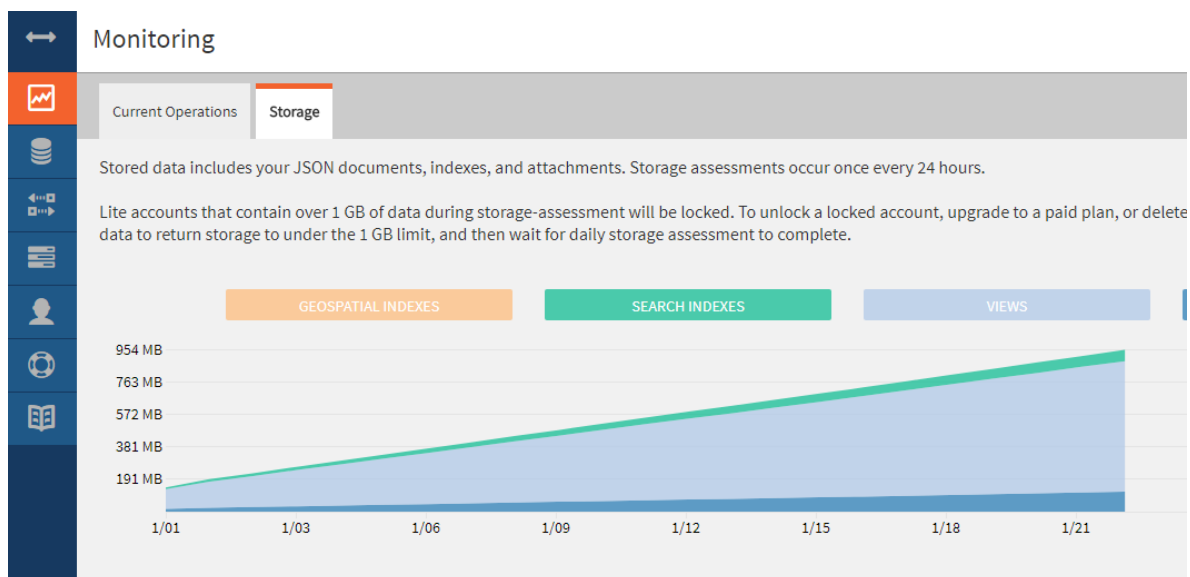 Monitoring
Current Operations
Storage
Stored data includes your JSON documents, indexes, and attachments. Storage assessments occur once every 24 hours.
Lite accounts that contain over 1 GB of data during storage-assessment will be locked. To unlock a locked account, upgrade to a paid plan, or delete
data to return storage to under the 1 GB limit, and then wait for daily storage assessment to complete.
GEOSPATIAL INDEXES
SEARCH INDEXES
VIEWS
954 MB
763 MB
572 MB
381 MB
191 MB
1/01
1/03
1/06
1/09
1/12
1/15
1/18
1/21